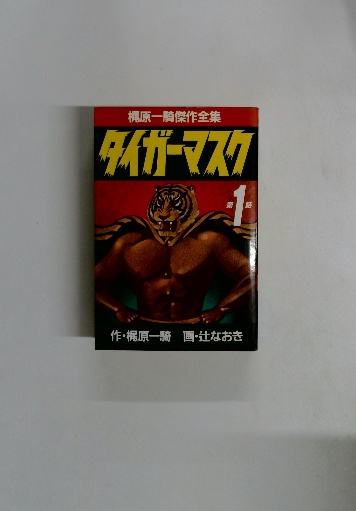 梶原一騎傑作全集
タイガーマスク
第1話
作・梶原一騎 画・辻なおき